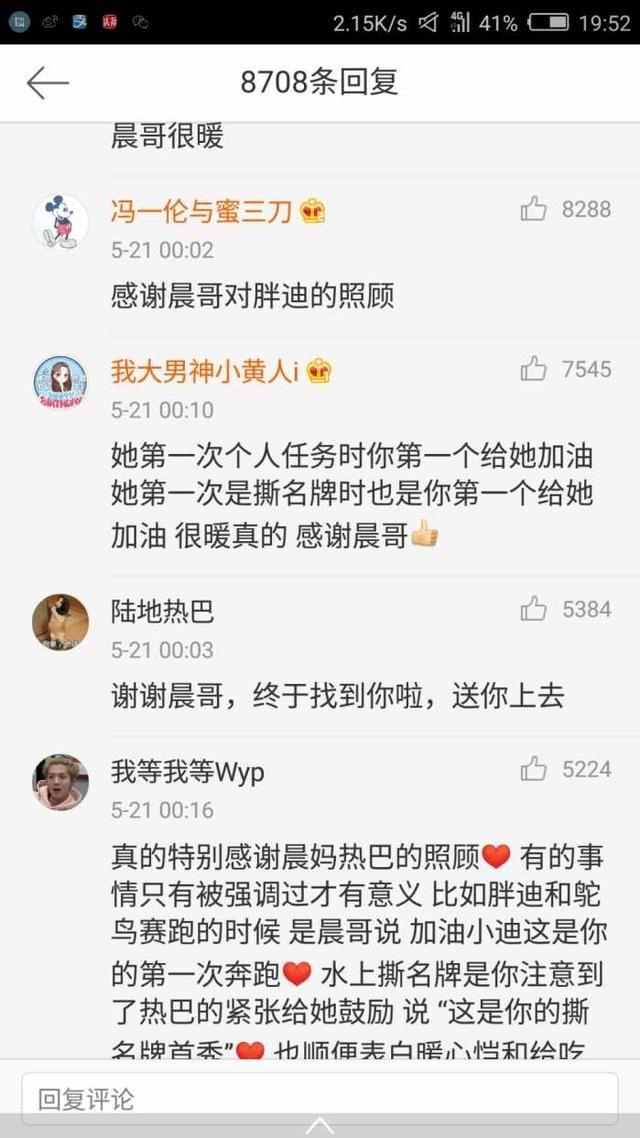 2.15K/s 4G 41% 19:52
8708条回复
晨哥很暖
冯一伦与蜜三刀 8288
5-21 00:02
感谢晨哥对胖迪的照顾
我大男神小黄人i 7545
5-21 00:10
她第一次个人任务时你第一个给她加油
她第一次是撕名牌时也是你第一个给她
加油 很暖真的 感谢晨哥👍
陆地热巴 5384
5-21 00:03
谢谢晨哥，终于找到你啦，送你上去
我等我等Wyp 5224
5-21 00:16
真的特别感谢晨妈热巴的照顾❤ 有的事
情只有被强调过才有意义 比如胖迪和鸵
鸟赛跑的时候 是晨哥说 加油小迪这是你
的第一次奔跑❤ 水上撕名牌是你注意到
了热巴的紧张给她鼓励 说 “这是你的撕
名牌首秀”❤ 也顺便表白暖心恺和给吃
回复评论